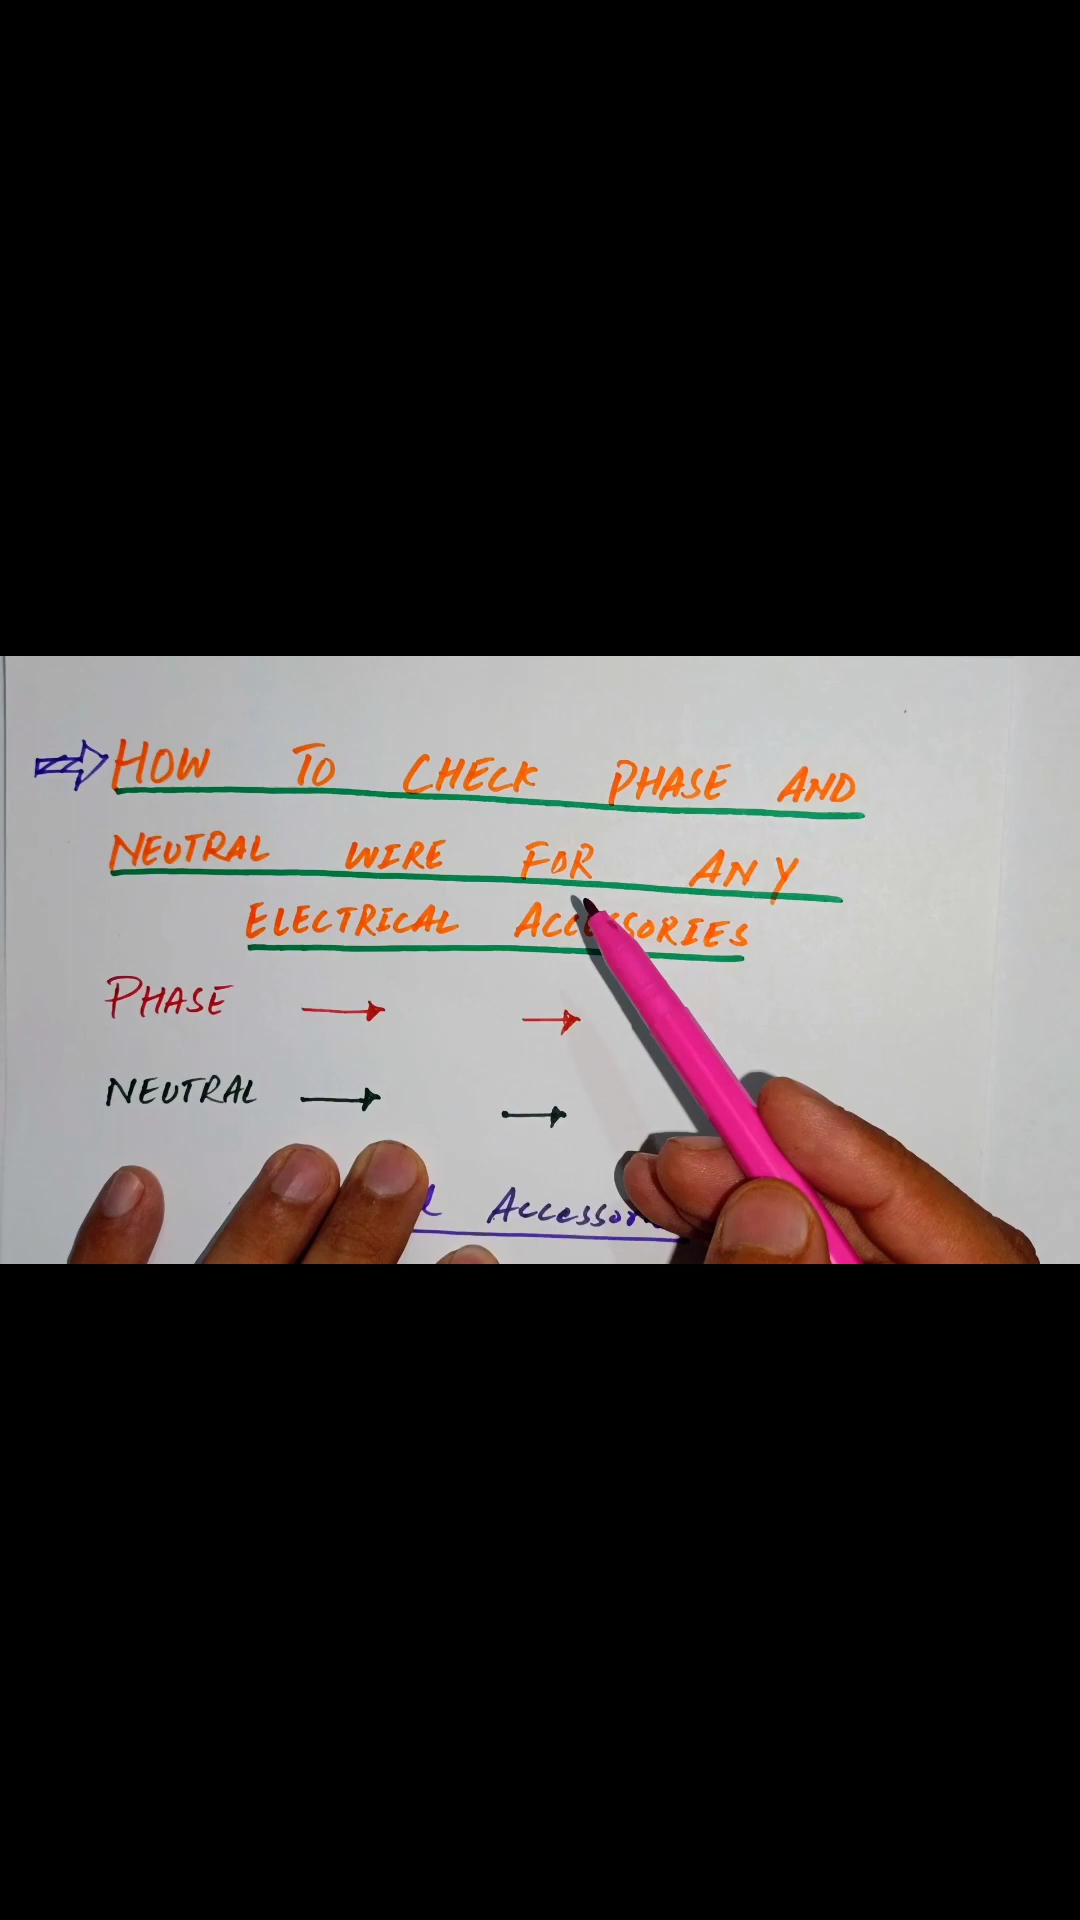 HOW TO CHECK PHASE AND
NEUTRAL WIRE FOR ANY
ELECTRICAL ACCESSORIES
PHASE → →
NEUTRAL → →